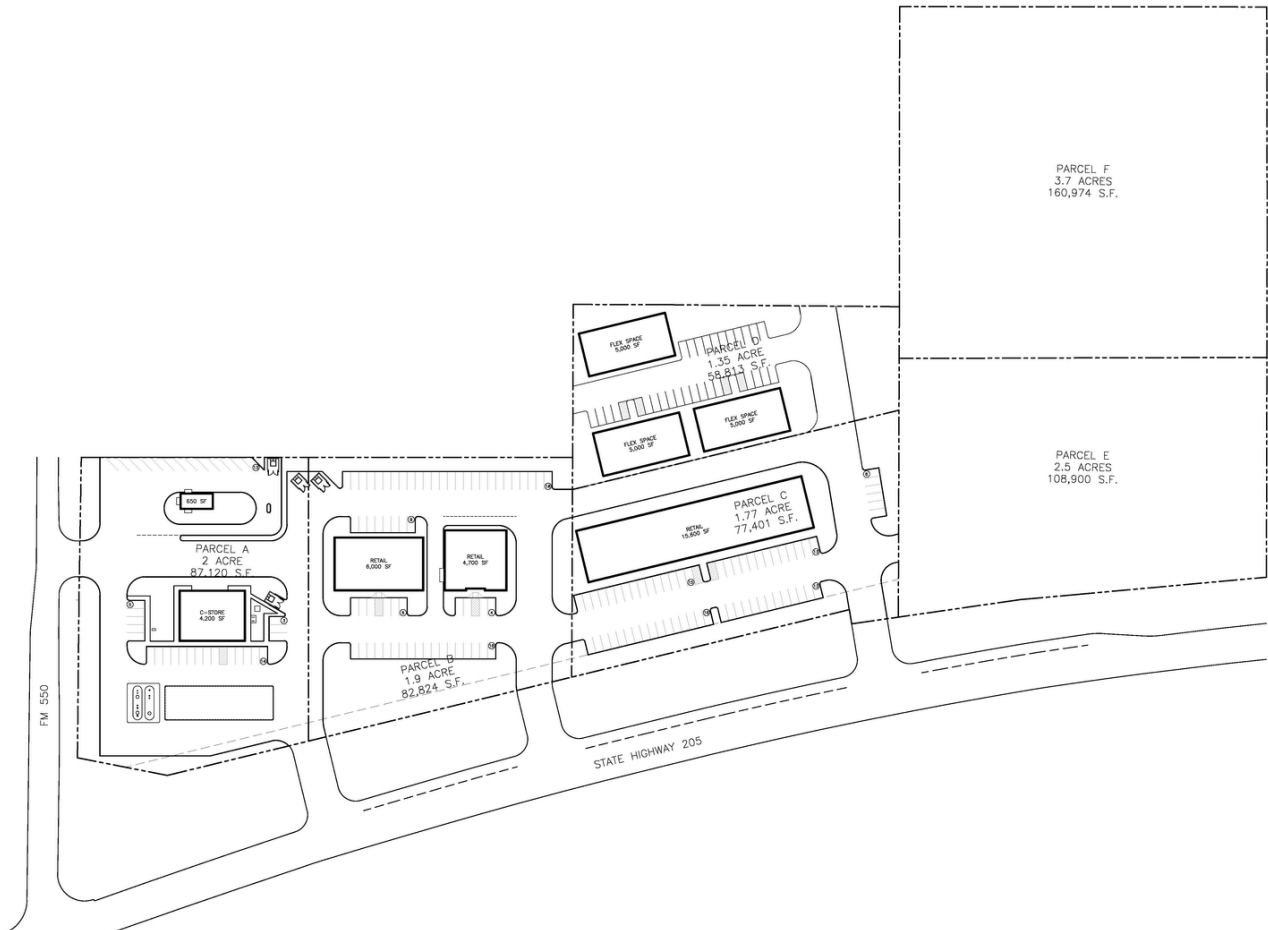 PARCEL F
3.7 ACRES
160,974 S.F.
FLEX SPACE
5,000 SF
PARCEL D
1.35 ACRE
58,813 S.F.
FLEX SPACE
5,000 SF
FLEX SPACE
5,000 SF
PARCEL E
2.5 ACRES
108,900 S.F.
650 SF
PARCEL C
1.77 ACRE
77,401 S.F.
RETAIL
15,600 SF
PARCEL A
2 ACRE
87,120 S.F.
RETAIL
6,000 SF
RETAIL
4,700 SF
C-STORE
4,200 SF
PARCEL B
1.9 ACRE
82,824 S.F.
FM 550
STATE HIGHWAY 205